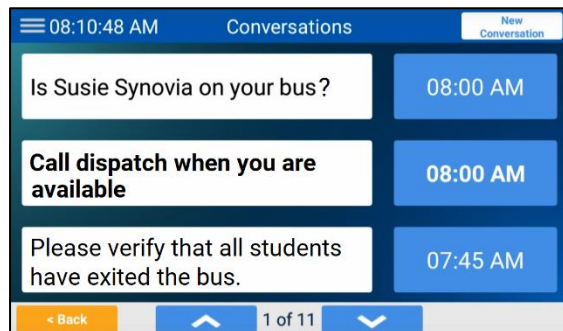 08:10:48 AM
Conversations
New
Conversation
Is Susie Synovia on your bus?
08:00 AM
Call dispatch when you are
available
08:00 AM
Please verify that all students
have exited the bus.
07:45 AM
< Back
1 of 11